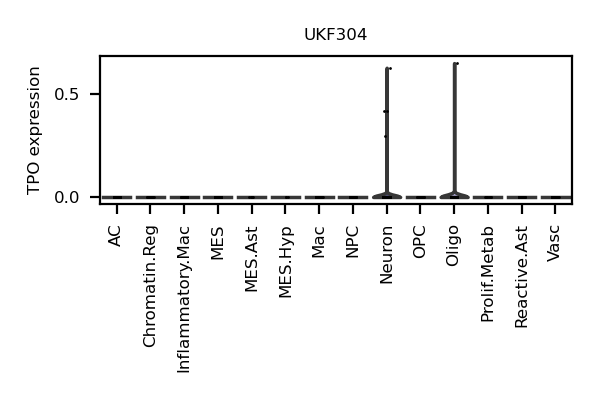 UKF304
TPO expression
0.5
0.0
AC
Chromatin.Reg
Inflammatory.Mac
MES
MES.Ast
MES.Hyp
Mac
NPC
Neuron
OPC
Oligo
Prolif.Metab
Reactive.Ast
Vasc